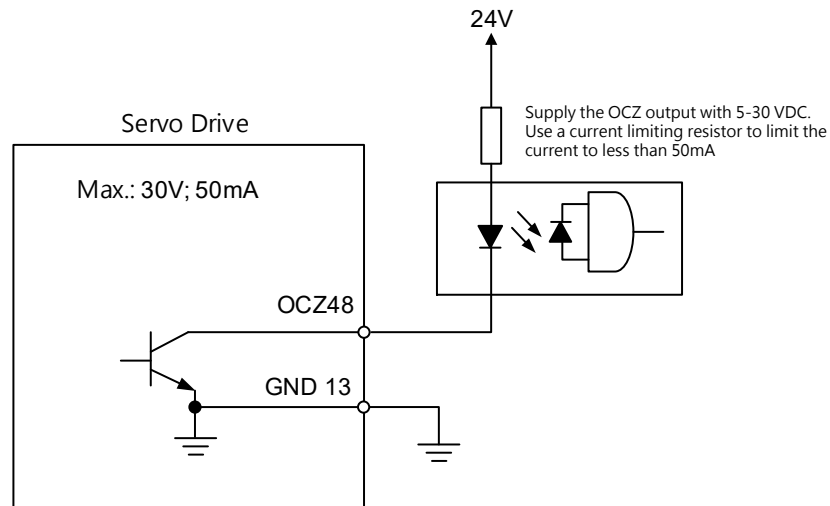 24V
Supply the OCZ output with 5-30 VDC.
Use a current limiting resistor to limit the
current to less than 50mA
Servo Drive
Max.: 30V; 50mA
OCZ48
GND 13